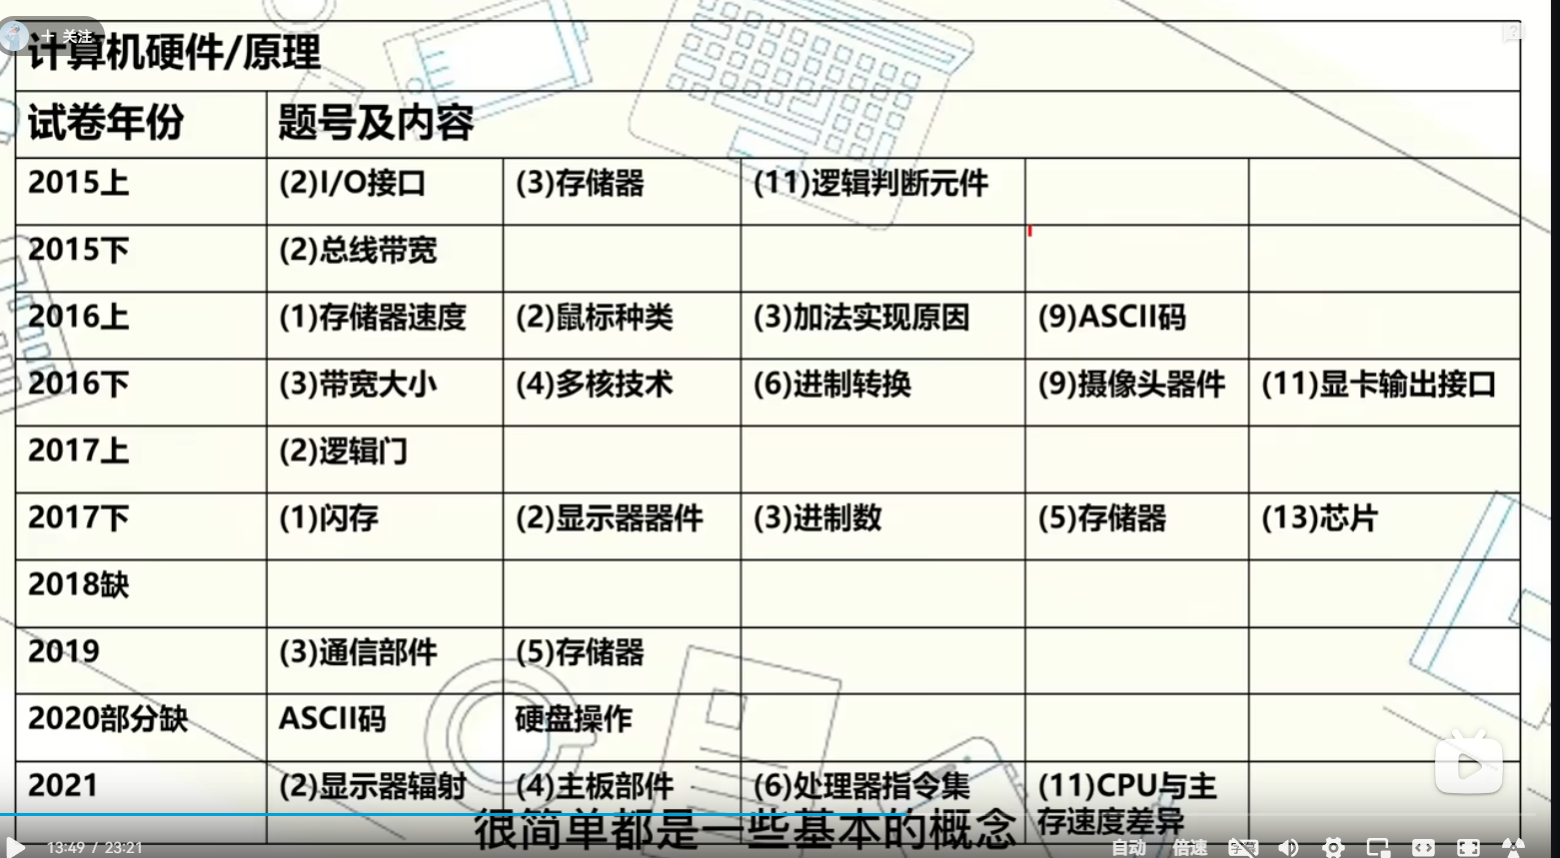 + 关注
计算机硬件/原理
试卷年份 题号及内容
2015上 (2)I/O接口 (3)存储器 (11)逻辑判断元件
2015下 (2)总线带宽
2016上 (1)存储器速度 (2)鼠标种类 (3)加法实现原因 (9)ASCII码
2016下 (3)带宽大小 (4)多核技术 (6)进制转换 (9)摄像头器件 (11)显卡输出接口
2017上 (2)逻辑门
2017下 (1)闪存 (2)显示器器件 (3)进制数 (5)存储器 (13)芯片
2018缺
2019 (3)通信部件 (5)存储器
2020部分缺 ASCII码 硬盘操作
2021 (2)显示器辐射 (4)主板部件 (6)处理器指令集 (11)CPU与主
存速度差异
很简单都是一些基本的概念
13:49 / 23:21 自动 倍速